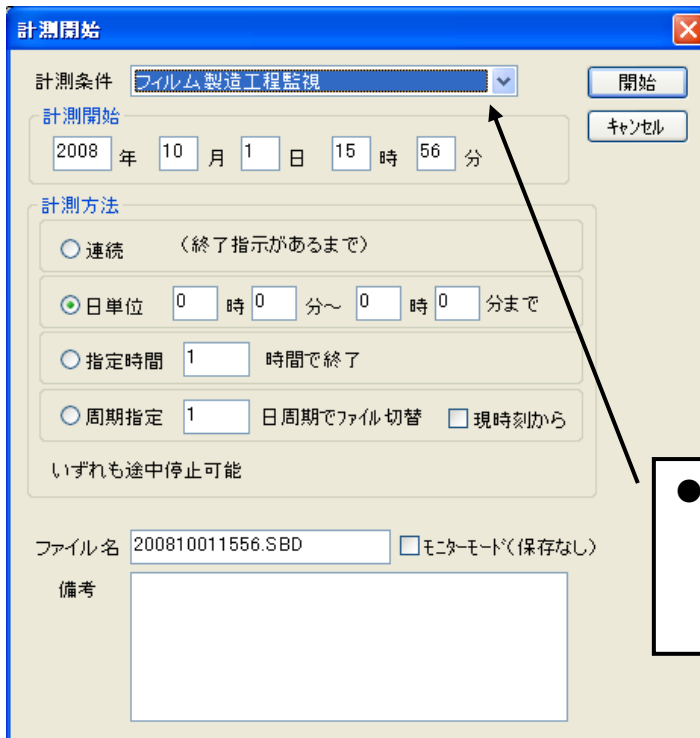 計測開始
計測条件 フィルム製造工程監視
開始
キャンセル
計測開始
2008 年 10 月 1 日 15 時 56 分
計測方法
連続 (終了指示があるまで)
日単位 0 時 0 分～ 0 時 0 分まで
指定時間 1 時間で終了
周期指定 1 日周期でファイル切替 現時刻から
いずれも途中停止可能
ファイル名 200810011556.SBD モニターモード(保存なし)
備考
●